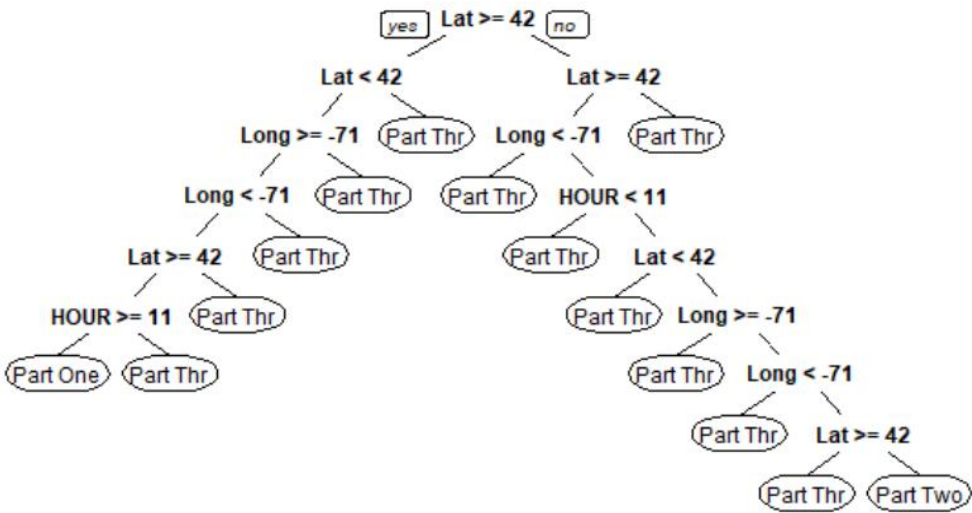 yes Lat >= 42 no
Lat < 42 Lat >= 42
Long >= -71 Part Thr Long < -71 Part Thr
Long < -71 Part Thr Part Thr HOUR < 11
Lat >= 42 Part Thr Part Thr Lat < 42
HOUR >= 11 Part Thr Part Thr Long >= -71
Part One Part Thr Part Thr Long < -71
Part Thr Lat >= 42
Part Thr Part Two